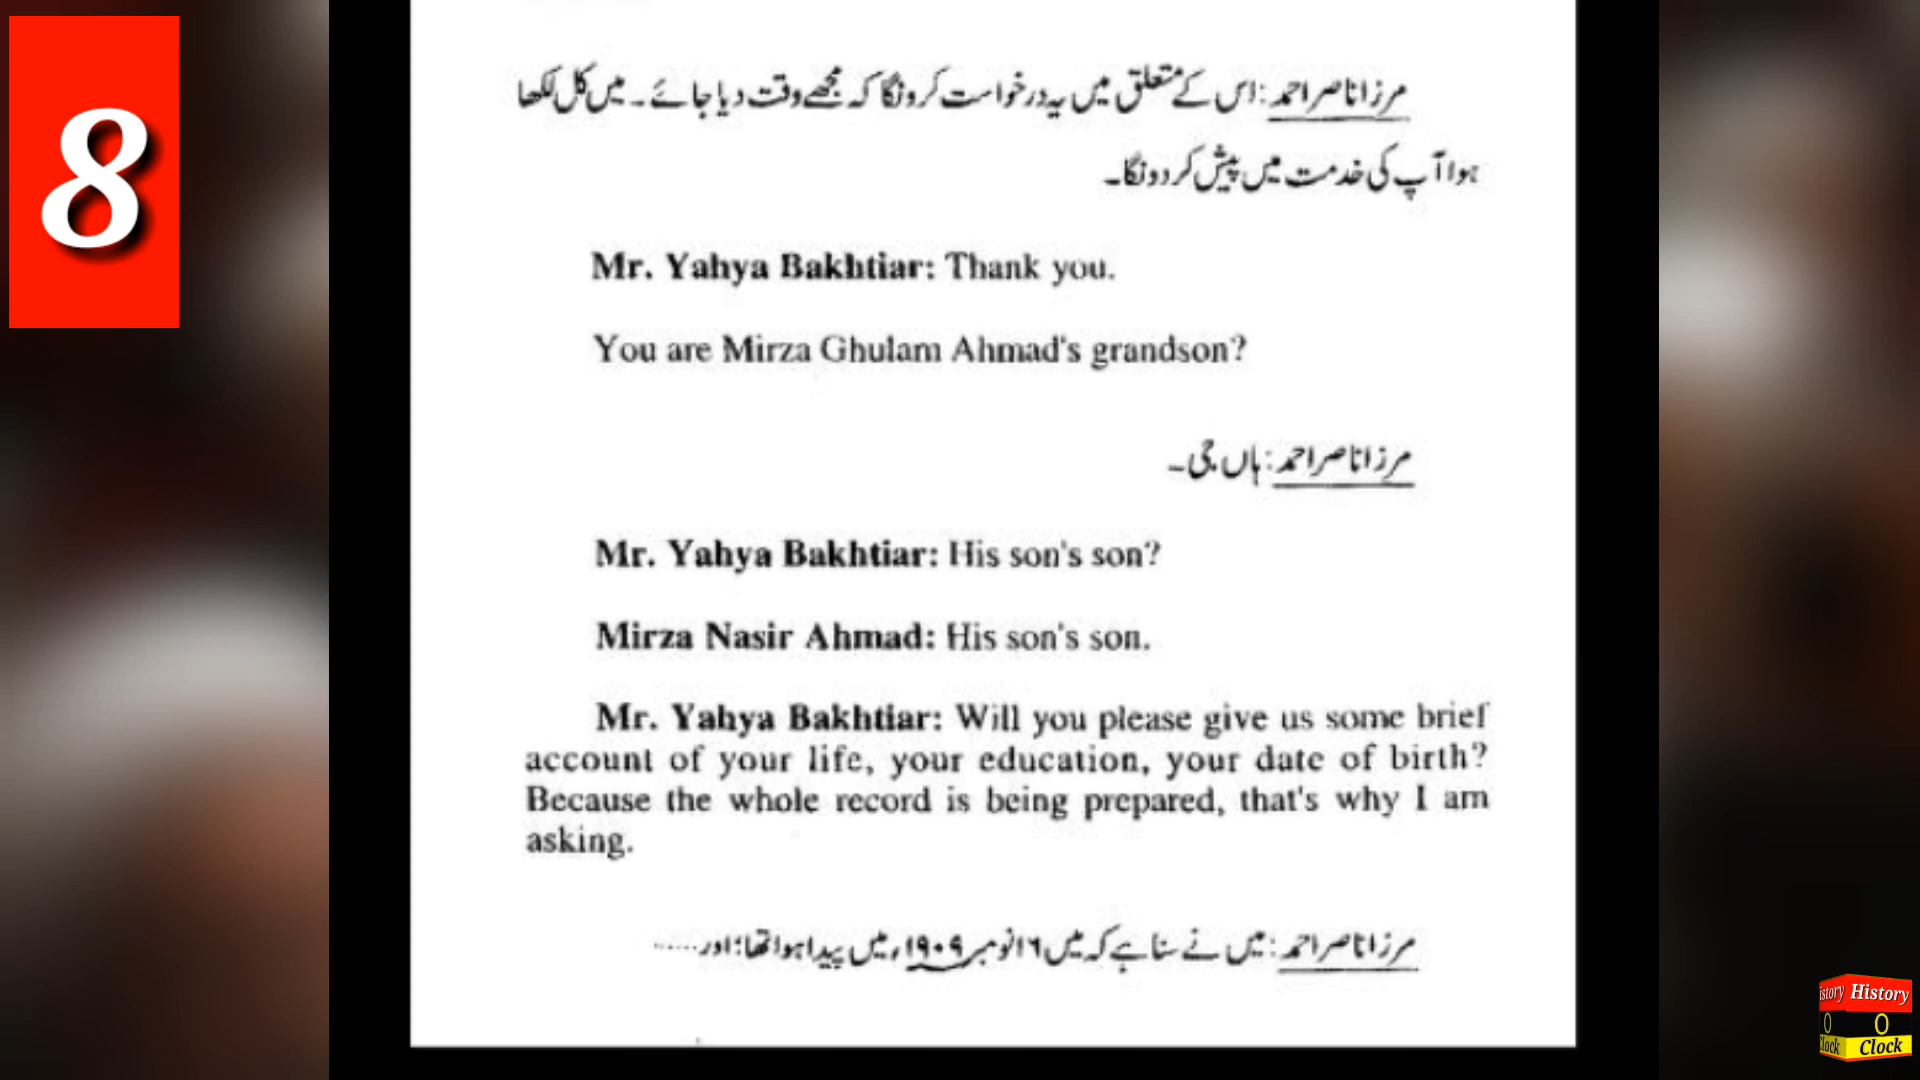 8
مرزا ناصر احمد: اس کے متعلق میں یہ درخواست کرونگا کہ مجھے وقت دیا جائے۔ میں کل لکھا
ہوا آپ کی خدمت میں پیش کر دونگا۔
Mr. Yahya Bakhtiar: Thank you.
You are Mirza Ghulam Ahmad's grandson?
مرزا ناصر احمد: ہاں جی۔
Mr. Yahya Bakhtiar: His son's son?
Mirza Nasir Ahmad: His son's son.
Mr. Yahya Bakhtiar: Will you please give us some brief
account of your life, your education, your date of birth?
Because the whole record is being prepared, that's why I am
asking.
مرزا ناصر احمد: میں نے سنا ہے کہ میں ۱۶ نومبر ۱۹۰۹ء میں پیدا ہوا تھا؛ اور......
istory History
0 0
Clock Clock